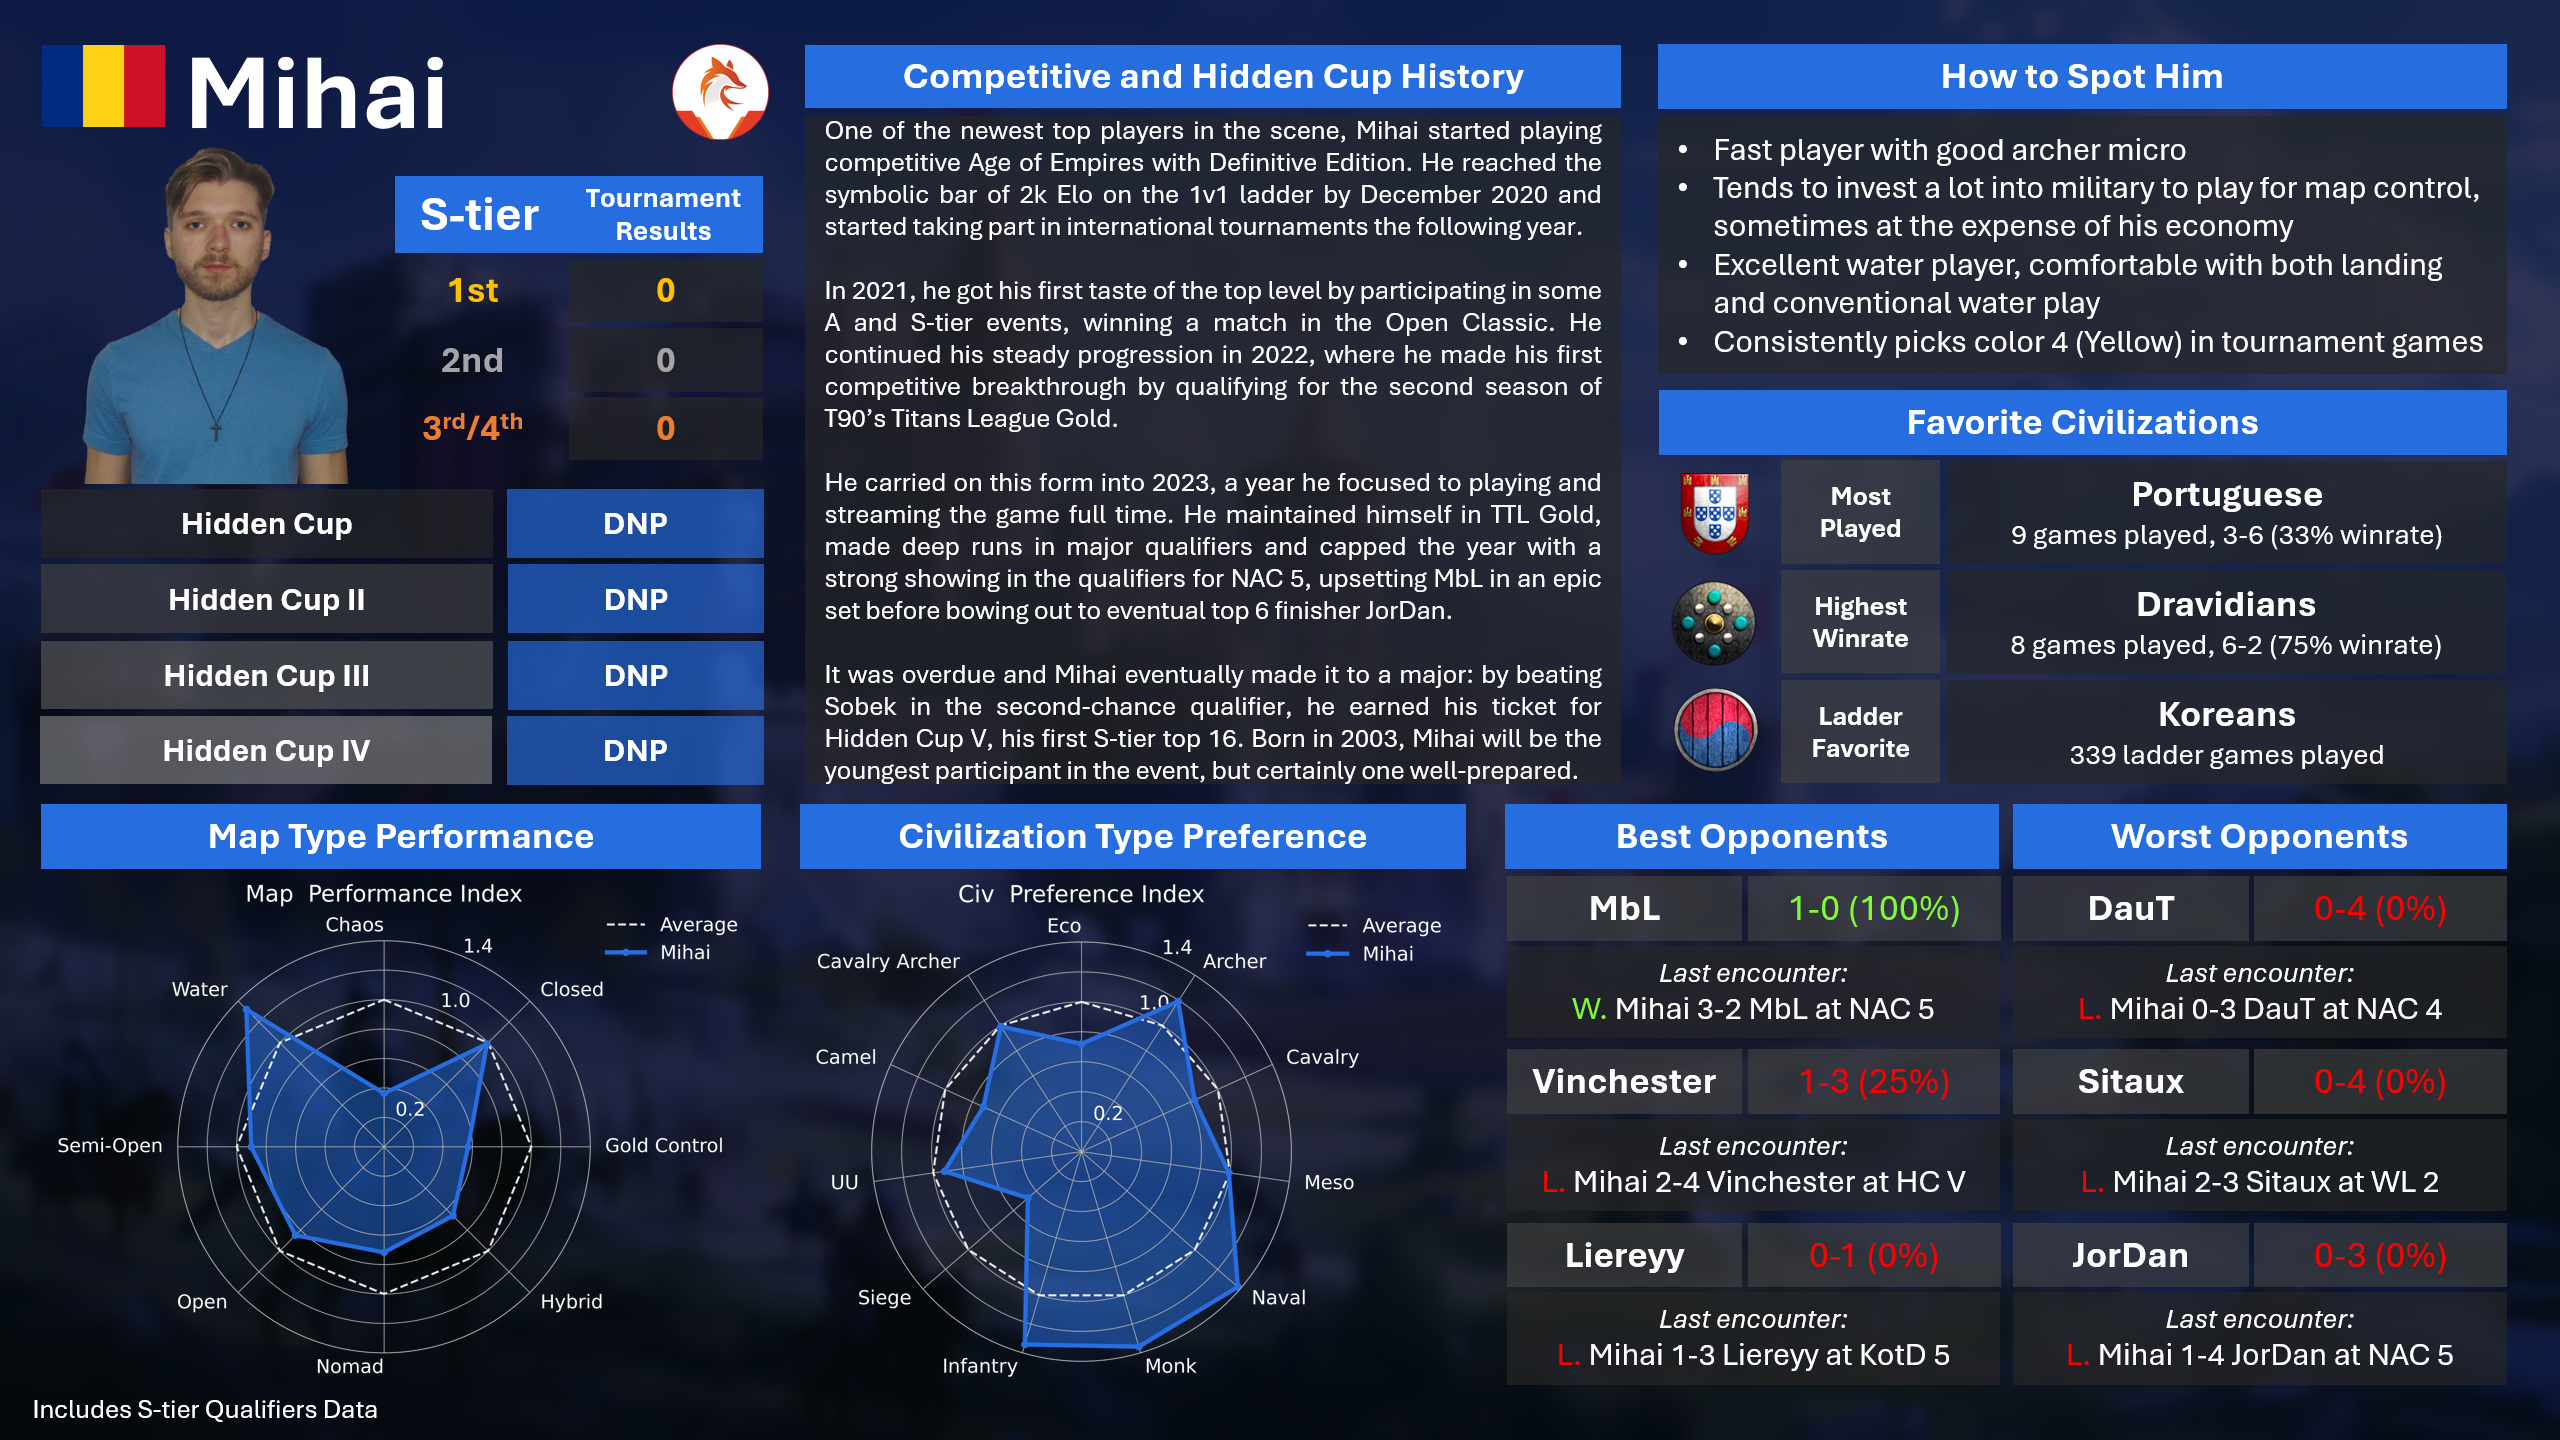 Mihai
S-tier
Tournament
Results
1st
0
2nd
0
3rd/4th
0
Hidden Cup
DNP
Hidden Cup II
DNP
Hidden Cup III
DNP
Hidden Cup IV
DNP
Competitive and Hidden Cup History
One of the newest top players in the scene, Mihai started playing
competitive Age of Empires with Definitive Edition. He reached the
symbolic bar of 2k Elo on the 1v1 ladder by December 2020 and
started taking part in international tournaments the following year.
In 2021, he got his first taste of the top level by participating in some
A and S-tier events, winning a match in the Open Classic. He
continued his steady progression in 2022, where he made his first
competitive breakthrough by qualifying for the second season of
T90’s Titans League Gold.
He carried on this form into 2023, a year he focused to playing and
streaming the game full time. He maintained himself in TTL Gold,
made deep runs in major qualifiers and capped the year with a
strong showing in the qualifiers for NAC 5, upsetting MbL in an epic
set before bowing out to eventual top 6 finisher JorDan.
It was overdue and Mihai eventually made it to a major: by beating
Sobek in the second-chance qualifier, he earned his ticket for
Hidden Cup V, his first S-tier top 16. Born in 2003, Mihai will be the
youngest participant in the event, but certainly one well-prepared.
How to Spot Him
• Fast player with good archer micro
• Tends to invest a lot into military to play for map control,
sometimes at the expense of his economy
• Excellent water player, comfortable with both landing
and conventional water play
• Consistently picks color 4 (Yellow) in tournament games
Favorite Civilizations
Most
Played
Portuguese
9 games played, 3-6 (33% winrate)
Highest
Winrate
Dravidians
8 games played, 6-2 (75% winrate)
Ladder
Favorite
Koreans
339 ladder games played
Map Type Performance
Map Performance Index
Average
Mihai
Chaos
1.4
Water
Closed
1.0
0.2
Semi-Open
Gold Control
Open
Hybrid
Nomad
Includes S-tier Qualifiers Data
Civilization Type Preference
Civ Preference Index
Average
Mihai
Eco
1.4
Cavalry Archer
Archer
1.0
Camel
Cavalry
0.2
UU
Meso
Siege
Naval
Infantry
Monk
Best Opponents
MbL
1-0 (100%)
Last encounter:
W. Mihai 3-2 MbL at NAC 5
Vinchester
1-3 (25%)
Last encounter:
L. Mihai 2-4 Vinchester at HC V
Liereyy
0-1 (0%)
Last encounter:
L. Mihai 1-3 Liereyy at KotD 5
Worst Opponents
DauT
0-4 (0%)
Last encounter:
L. Mihai 0-3 DauT at NAC 4
Sitaux
0-4 (0%)
Last encounter:
L. Mihai 2-3 Sitaux at WL 2
JorDan
0-3 (0%)
Last encounter:
L. Mihai 1-4 JorDan at NAC 5